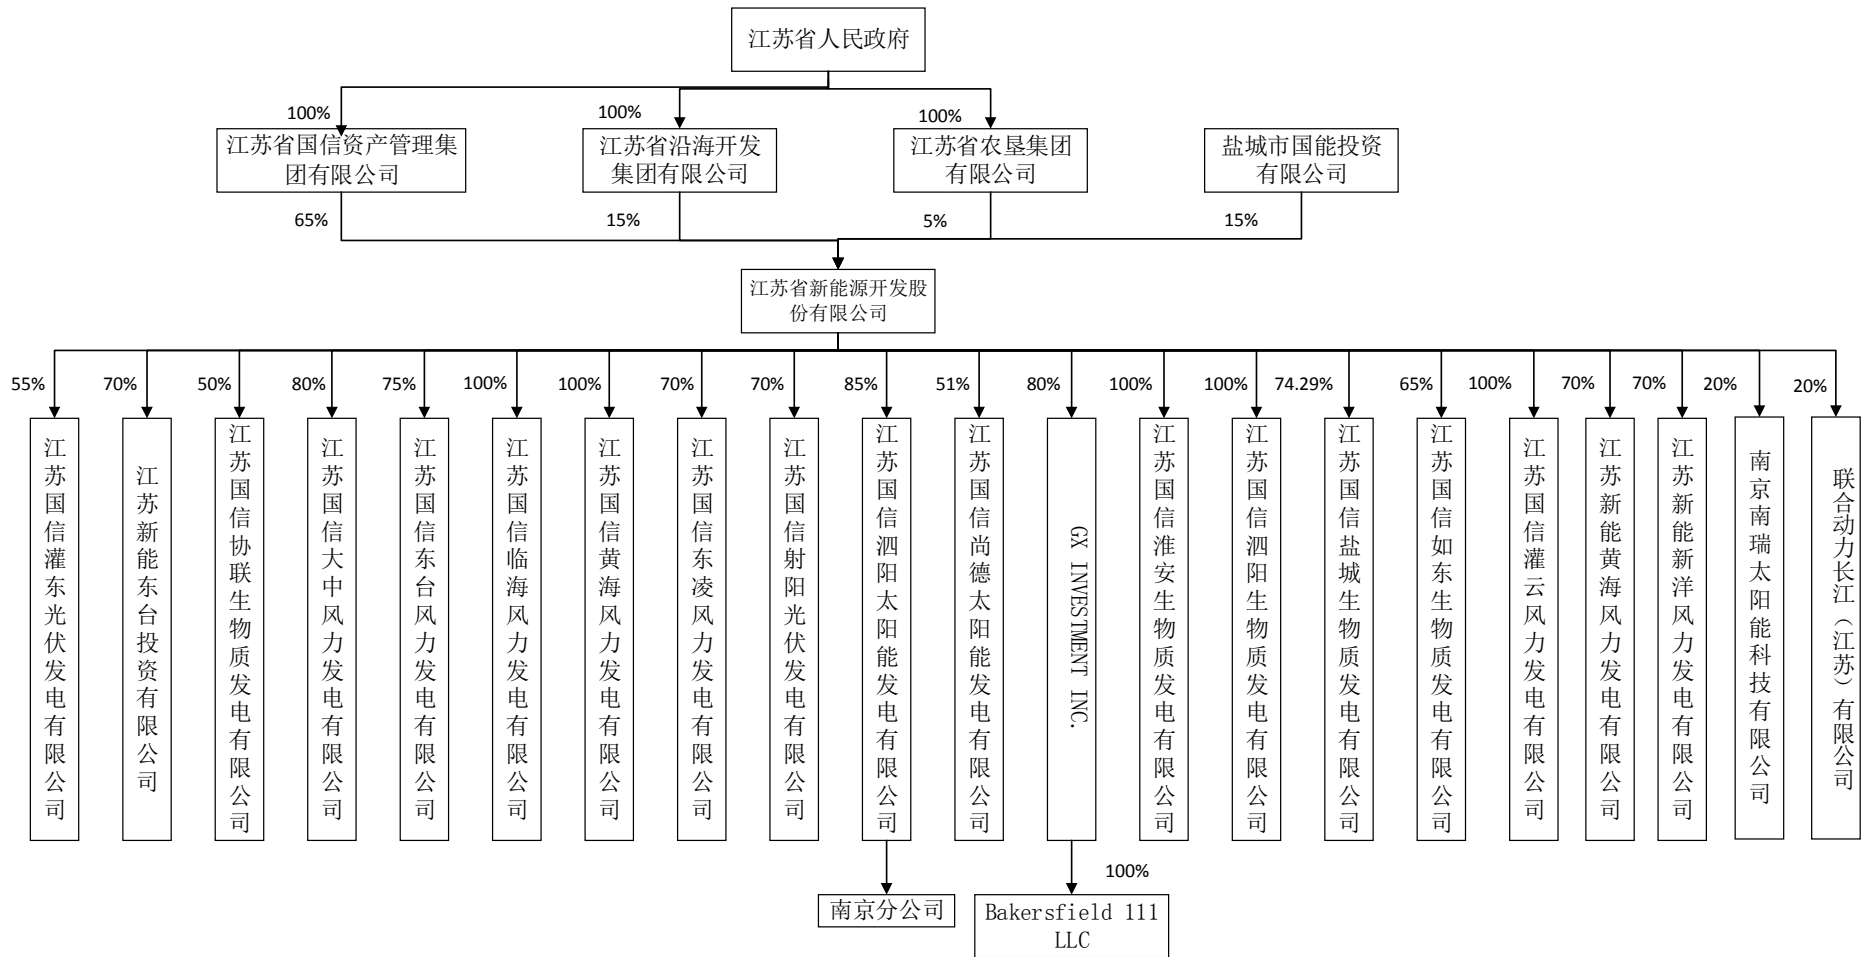 江苏省人民政府
100%
100%
100%
江苏省国信资产管理集
团有限公司
江苏省沿海开发
集团有限公司
江苏省农垦集团
有限公司
盐城市国能投资
有限公司
65%
15%
5%
15%
江苏省新能源开发股
份有限公司
55%
70%
50%
80%
75%
100%
100%
70%
70%
85%
51%
80%
100%
100%
74.29%
65%
100%
70%
70%
20%
20%
江苏国信灌东光伏发电有限公司
江苏新能东台投资有限公司
江苏国信协联生物质发电有限公司
江苏国信大中风力发电有限公司
江苏国信东台风力发电有限公司
江苏国信临海风力发电有限公司
江苏国信黄海风力发电有限公司
江苏国信东凌风力发电有限公司
江苏国信射阳光伏发电有限公司
江苏国信泗阳太阳能发电有限公司
江苏国信尚德太阳能发电有限公司
GX INVESTMENT INC.
江苏国信淮安生物质发电有限公司
江苏国信泗阳生物质发电有限公司
江苏国信盐城生物质发电有限公司
江苏国信如东生物质发电有限公司
江苏国信灌云风力发电有限公司
江苏新能黄海风力发电有限公司
江苏新能新洋风力发电有限公司
南京南瑞太阳能科技有限公司
联合动力长江（江苏）有限公司
100%
南京分公司
Bakersfield 111
LLC